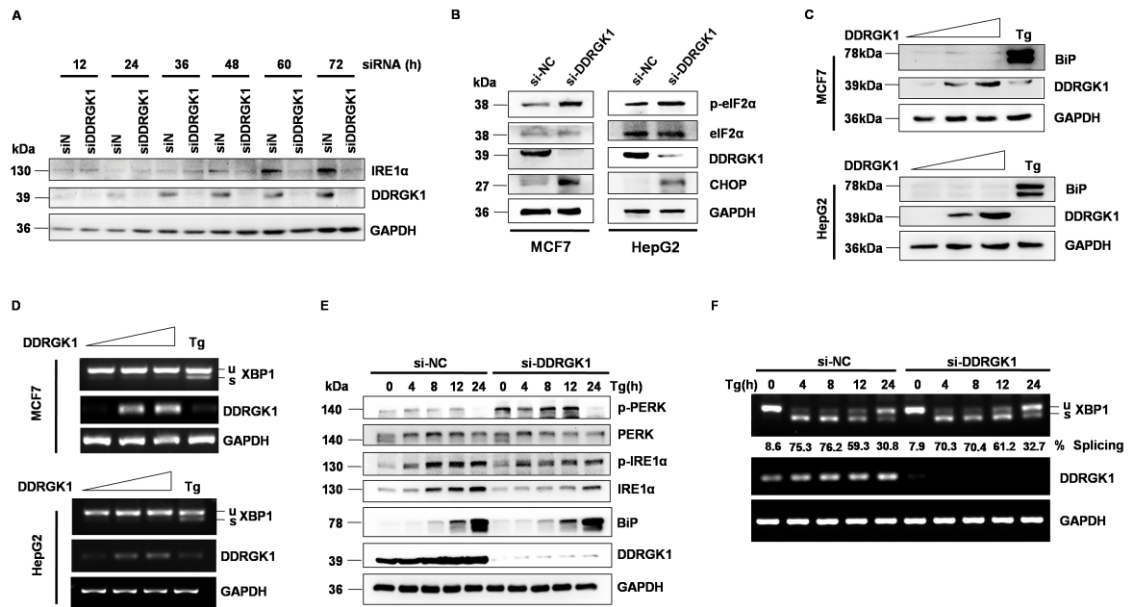 A
12 24 36 48 60 72 siRNA (h)
siN siDDRGK1 siN siDDRGK1 siN siDDRGK1 siN siDDRGK1 siN siDDRGK1 siN siDDRGK1
kDa
130 IRE1α
39 DDRGK1
36 GAPDH
B
si-NC si-DDRGK1 si-NC si-DDRGK1
kDa
38 p-eIF2α
38 eIF2α
39 DDRGK1
27 CHOP
36 GAPDH
MCF7 HepG2
C
DDRGK1 Tg
MCF7
78kDa BiP
39kDa DDRGK1
36kDa GAPDH
DDRGK1 Tg
HepG2
78kDa BiP
39kDa DDRGK1
36kDa GAPDH
D
DDRGK1 Tg
MCF7
u
s XBP1
DDRGK1
GAPDH
DDRGK1 Tg
HepG2
u
s XBP1
DDRGK1
GAPDH
E
si-NC si-DDRGK1
kDa 0 4 8 12 24 0 4 8 12 24 Tg(h)
140 p-PERK
140 PERK
130 p-IRE1α
130 IRE1α
78 BiP
39 DDRGK1
36 GAPDH
F
si-NC si-DDRGK1
0 4 8 12 24 0 4 8 12 24 Tg(h)
u
s XBP1
8.6 75.3 76.2 59.3 30.8 7.9 70.3 70.4 61.2 32.7 % Splicing
DDRGK1
GAPDH